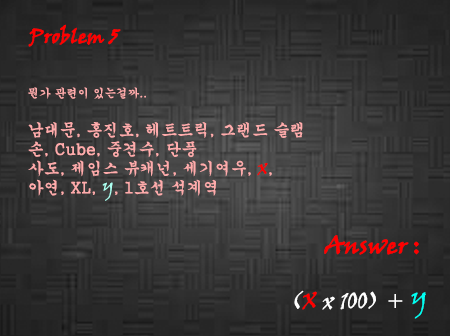 Problem 5
뭔가 관련이 있는걸까..
남대문, 홍진호, 헤트트릭, 그랜드 슬램
손, Cube, 중견수, 단풍
사도, 제임스 뷰캐넌, 세기여우, X,
아연, XL, y, 1호선 석계역
Answer :
(X x 100) + y